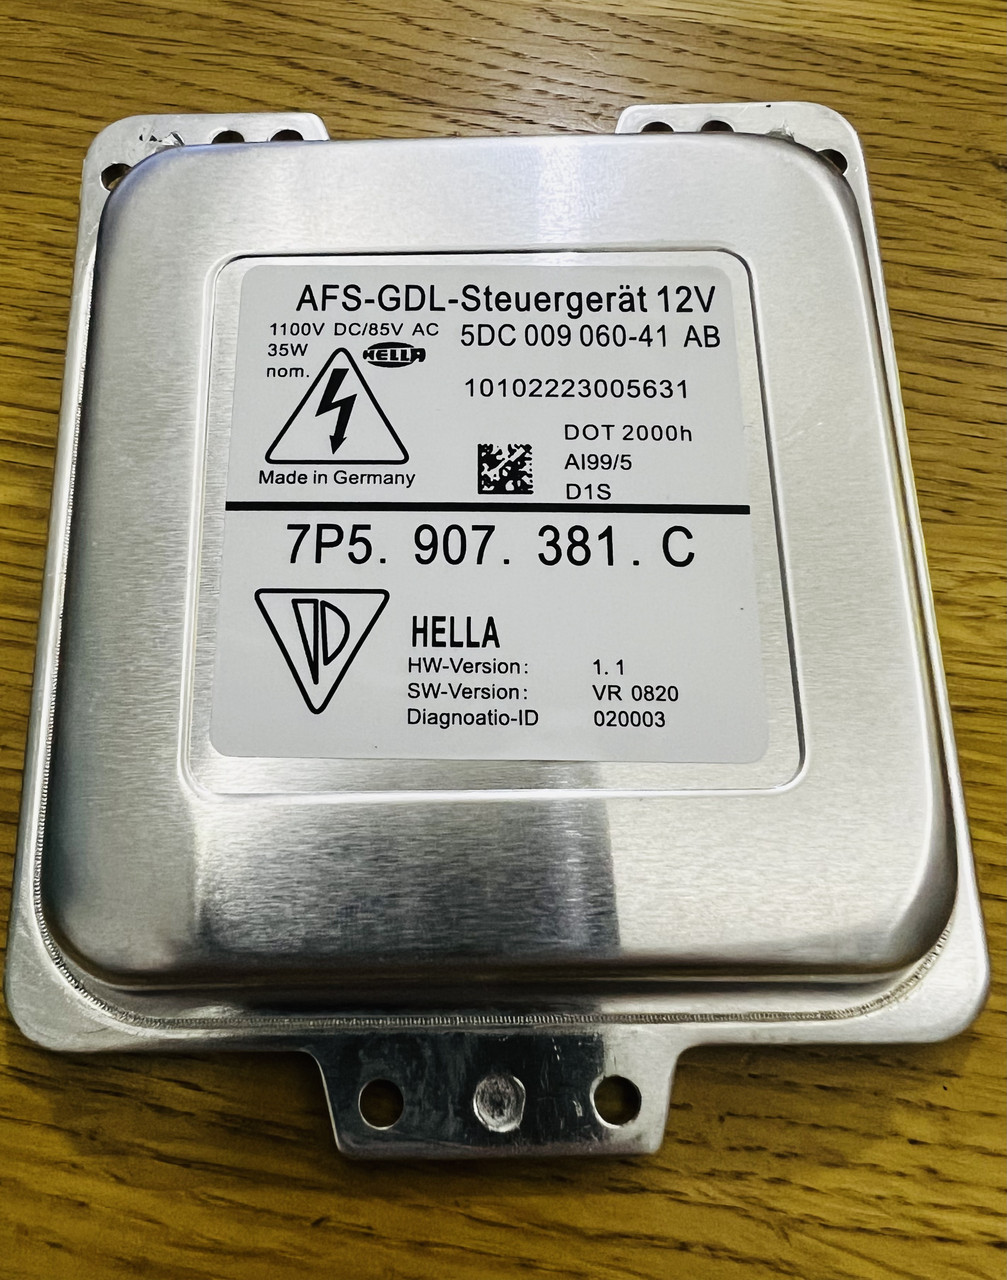 AFS-GDL-Steuergerät 12V
1100V DC/85V AC
5DC 009 060-41 AB
35W
HELLA
nom.
10102223005631
DOT 2000h
AI99/5
D1S
Made in Germany
7P5. 907. 381. C
HELLA
HW-Version: 1.1
SW-Version: VR 0820
Diagnoatio-ID 020003